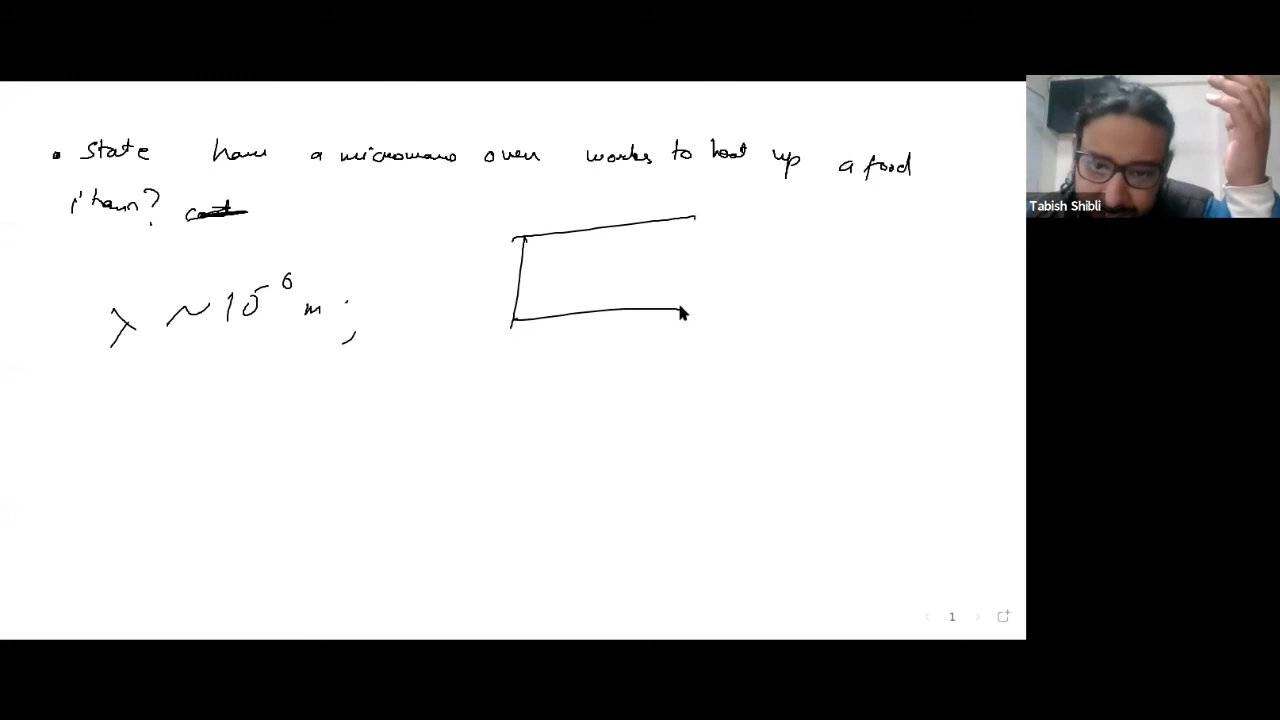 • State how a microwave oven works to heat up a food
item?
λ ~ 10⁻⁶ m ;
Tabish Shibli
1